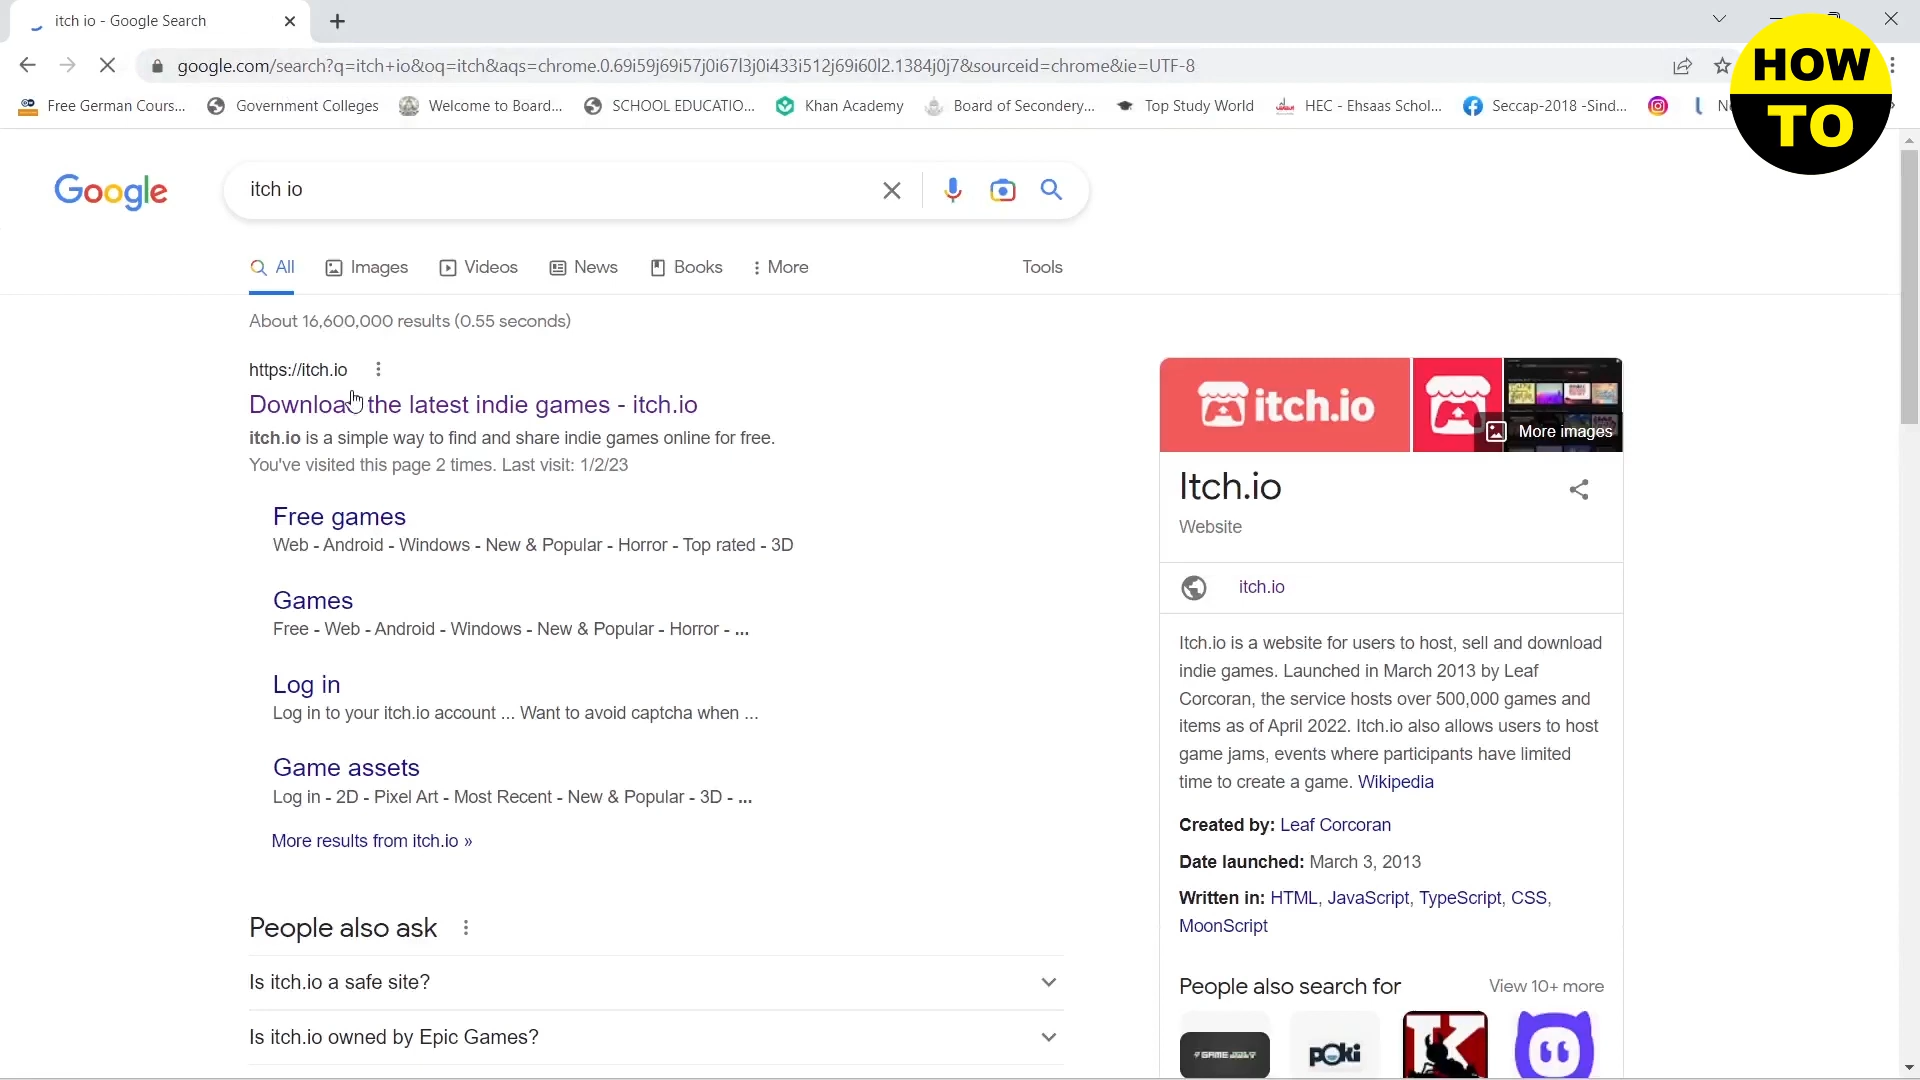 itch io - Google Search
HOW
TO
google.com/search?q=itch+io&oq=itch&aqs=chrome.0.69i59j69i57j0i67l3j0i433i512j69i60l2.1384j0j7&sourceid=chrome&ie=UTF-8
Free German Cours... Government Colleges Welcome to Board... SCHOOL EDUCATIO... Khan Academy Board of Secondery... Top Study World HEC - Ehsaas Schol... Seccap-2018 -Sind...
Google
itch io
All Images Videos News Books More Tools
About 16,600,000 results (0.55 seconds)
https://itch.io
Download the latest indie games - itch.io
itch.io is a simple way to find and share indie games online for free.
You've visited this page 2 times. Last visit: 1/2/23
Free games
Web - Android - Windows - New & Popular - Horror - Top rated - 3D
Games
Free - Web - Android - Windows - New & Popular - Horror - ...
Log in
Log in to your itch.io account ... Want to avoid captcha when ...
Game assets
Log in - 2D - Pixel Art - Most Recent - New & Popular - 3D - ...
More results from itch.io »
People also ask
Is itch.io a safe site?
Is itch.io owned by Epic Games?
itch.io
More images
Itch.io
Website
itch.io
Itch.io is a website for users to host, sell and download
indie games. Launched in March 2013 by Leaf
Corcoran, the service hosts over 500,000 games and
items as of April 2022. Itch.io also allows users to host
game jams, events where participants have limited
time to create a game. Wikipedia
Created by: Leaf Corcoran
Date launched: March 3, 2013
Written in: HTML, JavaScript, TypeScript, CSS,
MoonScript
People also search for View 10+ more
GAME JOLT
poki
K